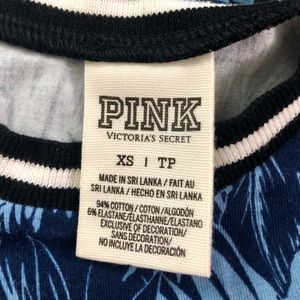 PINK
VICTORIA'S SECRET
XS | TP
MADE IN SRI LANKA / FAIT AU
SRI LANKA / HECHO EN SRI LANKA
94% COTTON / COTON / ALGODÓN
6% ELASTANE/ÉLASTHANNE/ELASTANO
EXCLUSIVE OF DECORATION/
SANS DÉCORATION/
NO INCLUYE LA DECORACIÓN